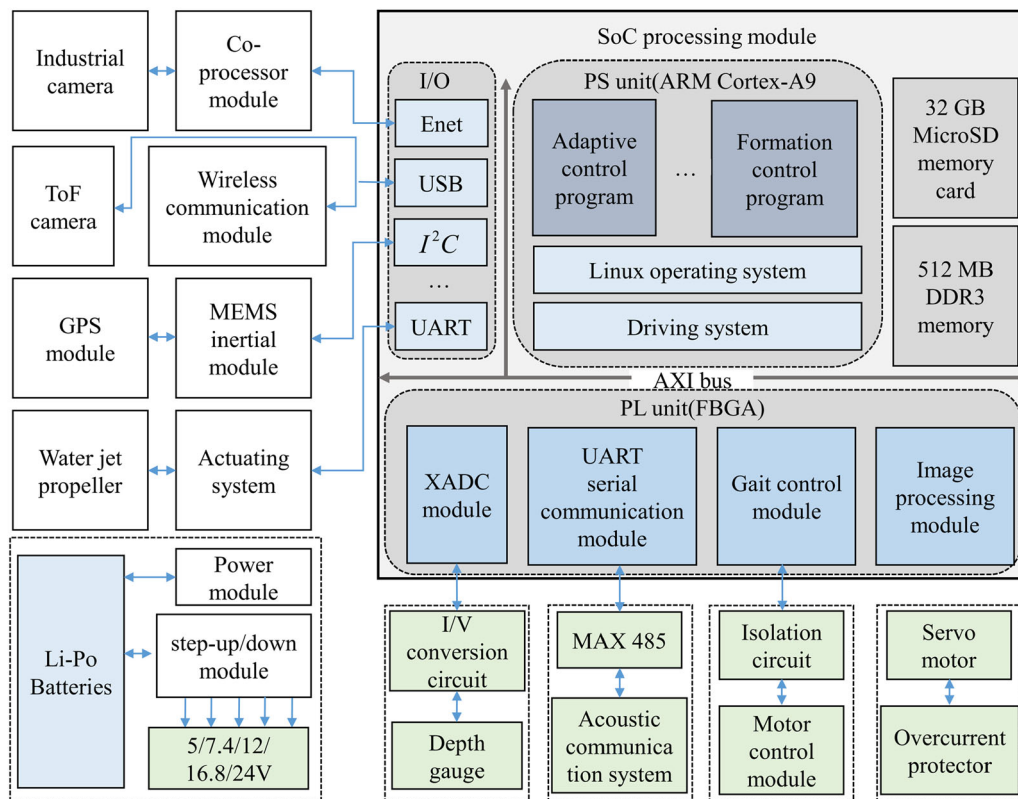 Industrial
camera
Co-
processor
module
ToF
camera
Wireless
communication
module
GPS
module
MEMS
inertial
module
Water jet
propeller
Actuating
system
Li-Po
Batteries
Power
module
step-up/down
module
5/7.4/12/
16.8/24V
SoC processing module
I/O
Enet
USB
I²C
...
UART
PS unit(ARM Cortex-A9
Adaptive
control
program
...
Formation
control
program
Linux operating system
Driving system
32 GB
MicroSD
memory
card
512 MB
DDR3
memory
AXI bus
PL unit(FBGA)
XADC
module
UART
serial
communication
module
Gait control
module
Image
processing
module
I/V
conversion
circuit
Depth
gauge
MAX 485
Acoustic
communica
tion system
Isolation
circuit
Motor
control
module
Servo
motor
Overcurrent
protector